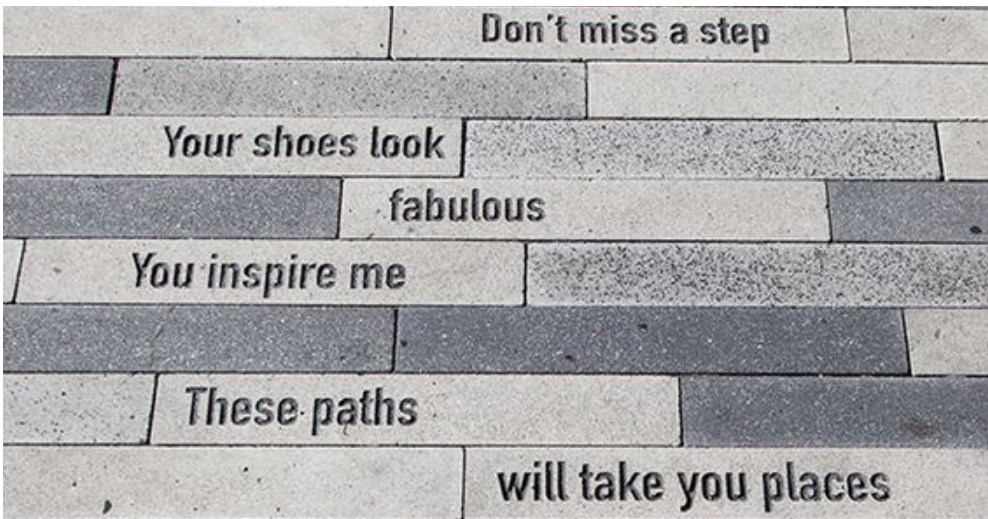 Don't miss a step
Your shoes look
fabulous
You inspire me
These paths
will take you places